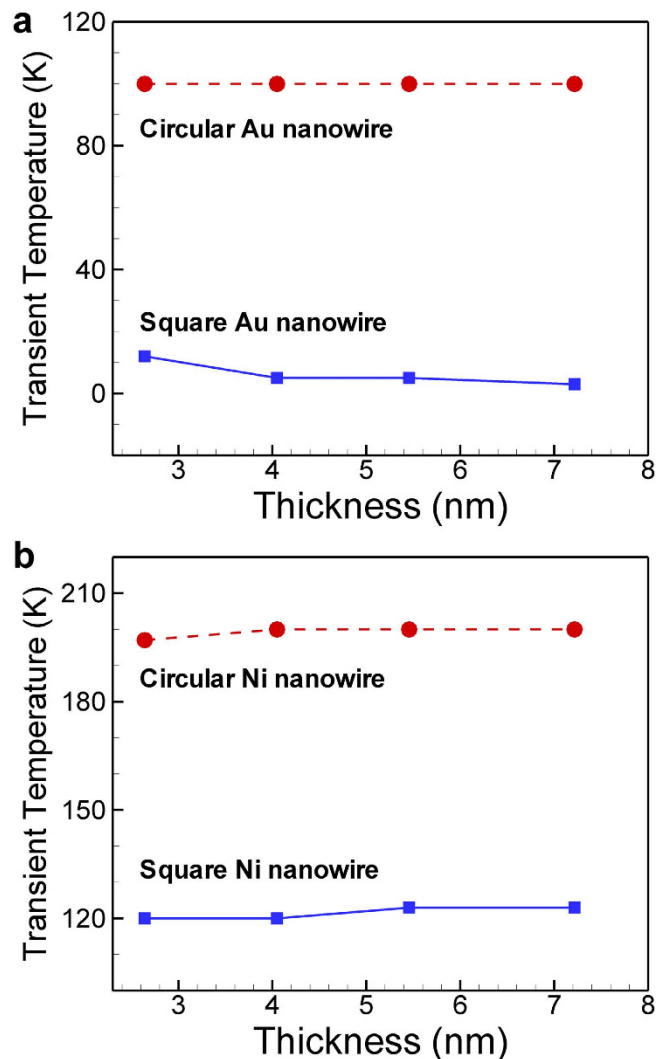 a
Transient Temperature (K)
120
80
40
0
Circular Au nanowire
Square Au nanowire
3 4 5 6 7 8
Thickness (nm)
b
Transient Temperature (K)
210
180
150
120
Circular Ni nanowire
Square Ni nanowire
3 4 5 6 7 8
Thickness (nm)